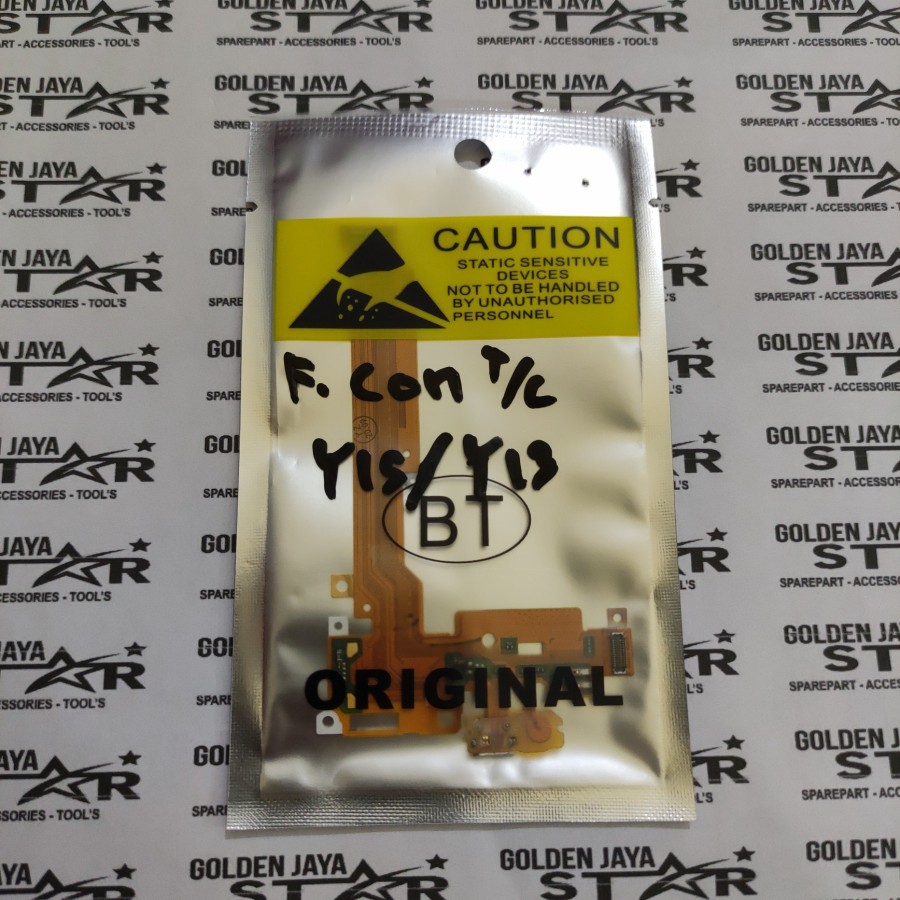 CAUTION
STATIC SENSITIVE
DEVICES
NOT TO BE HANDLED
BY UNAUTHORISED
PERSONNEL
F. Con T/C
Y15/Y13
BT
ORIGINAL
GOLDEN JAYA
STAR
SPAREPART - ACCESSORIES - TOOL'S